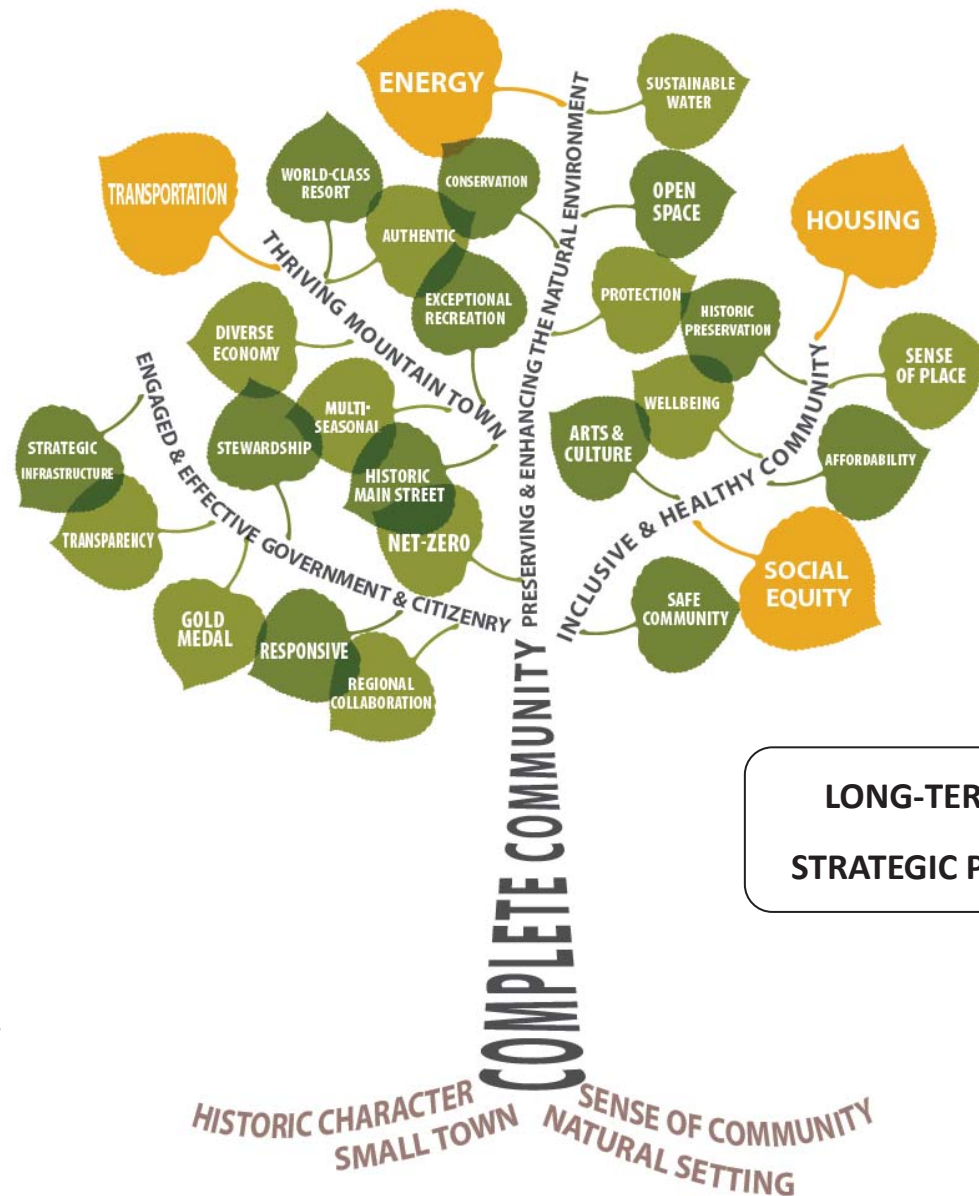 ENERGY
SUSTAINABLE
WATER
TRANSPORTATION
WORLD-CLASS
RESORT
CONSERVATION
OPEN
SPACE
HOUSING
AUTHENTIC
EXCEPTIONAL
RECREATION
PROTECTION
HISTORIC
PRESERVATION
SENSE
OF PLACE
DIVERSE
ECONOMY
THRIVING MOUNTAIN TOWN
PRESERVING & ENHANCING THE NATURAL ENVIRONMENT
MULTI-
SEASONAL
WELLBEING
ARTS &
CULTURE
AFFORDABILITY
STRATEGIC
INFRASTRUCTURE
STEWARDSHIP
HISTORIC
MAIN STREET
TRANSPARENCY
NET-ZERO
ENGAGED & EFFECTIVE GOVERNMENT & CITIZENRY
INCLUSIVE & HEALTHY COMMUNITY
SOCIAL
EQUITY
SAFE
COMMUNITY
GOLD
MEDAL
RESPONSIVE
REGIONAL
COLLABORATION
COMPLETE COMMUNITY
LONG-TER
STRATEGIC P
HISTORIC CHARACTER
SENSE OF COMMUNITY
SMALL TOWN
NATURAL SETTING